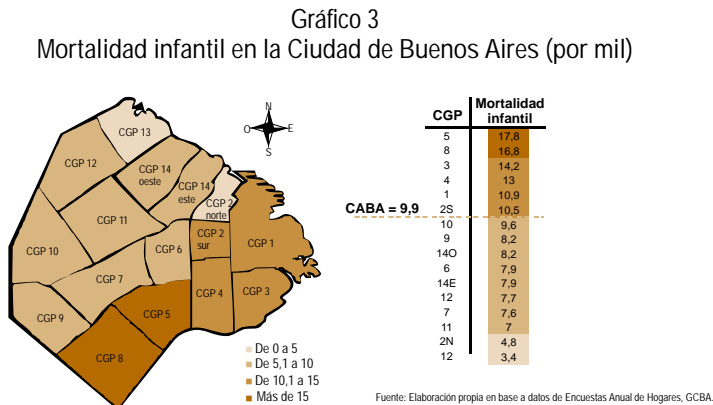 Gráfico 3
Mortalidad infantil en la Ciudad de Buenos Aires (por mil)
N
O E
S
CGP 13
CGP 12
CGP 14
oeste
CGP 14
este
CGP 2
norte
CGP 11
CGP 10
CGP 6
CGP 2
sur
CGP 1
CGP 7
CGP 9
CGP 5
CGP 4
CGP 3
CGP 8
De 0 a 5
De 5,1 a 10
De 10,1 a 15
Más de 15
CGP Mortalidad infantil
5 17,8
8 16,8
3 14,2
4 13
1 10,9
2S 10,5
CABA = 9,9
10 9,6
9 8,2
14O 8,2
6 7,9
14E 7,9
12 7,7
7 7,6
11 7
2N 4,8
12 3,4
Fuente: Elaboración propia en base a datos de Encuestas Anual de Hogares, GCBA.